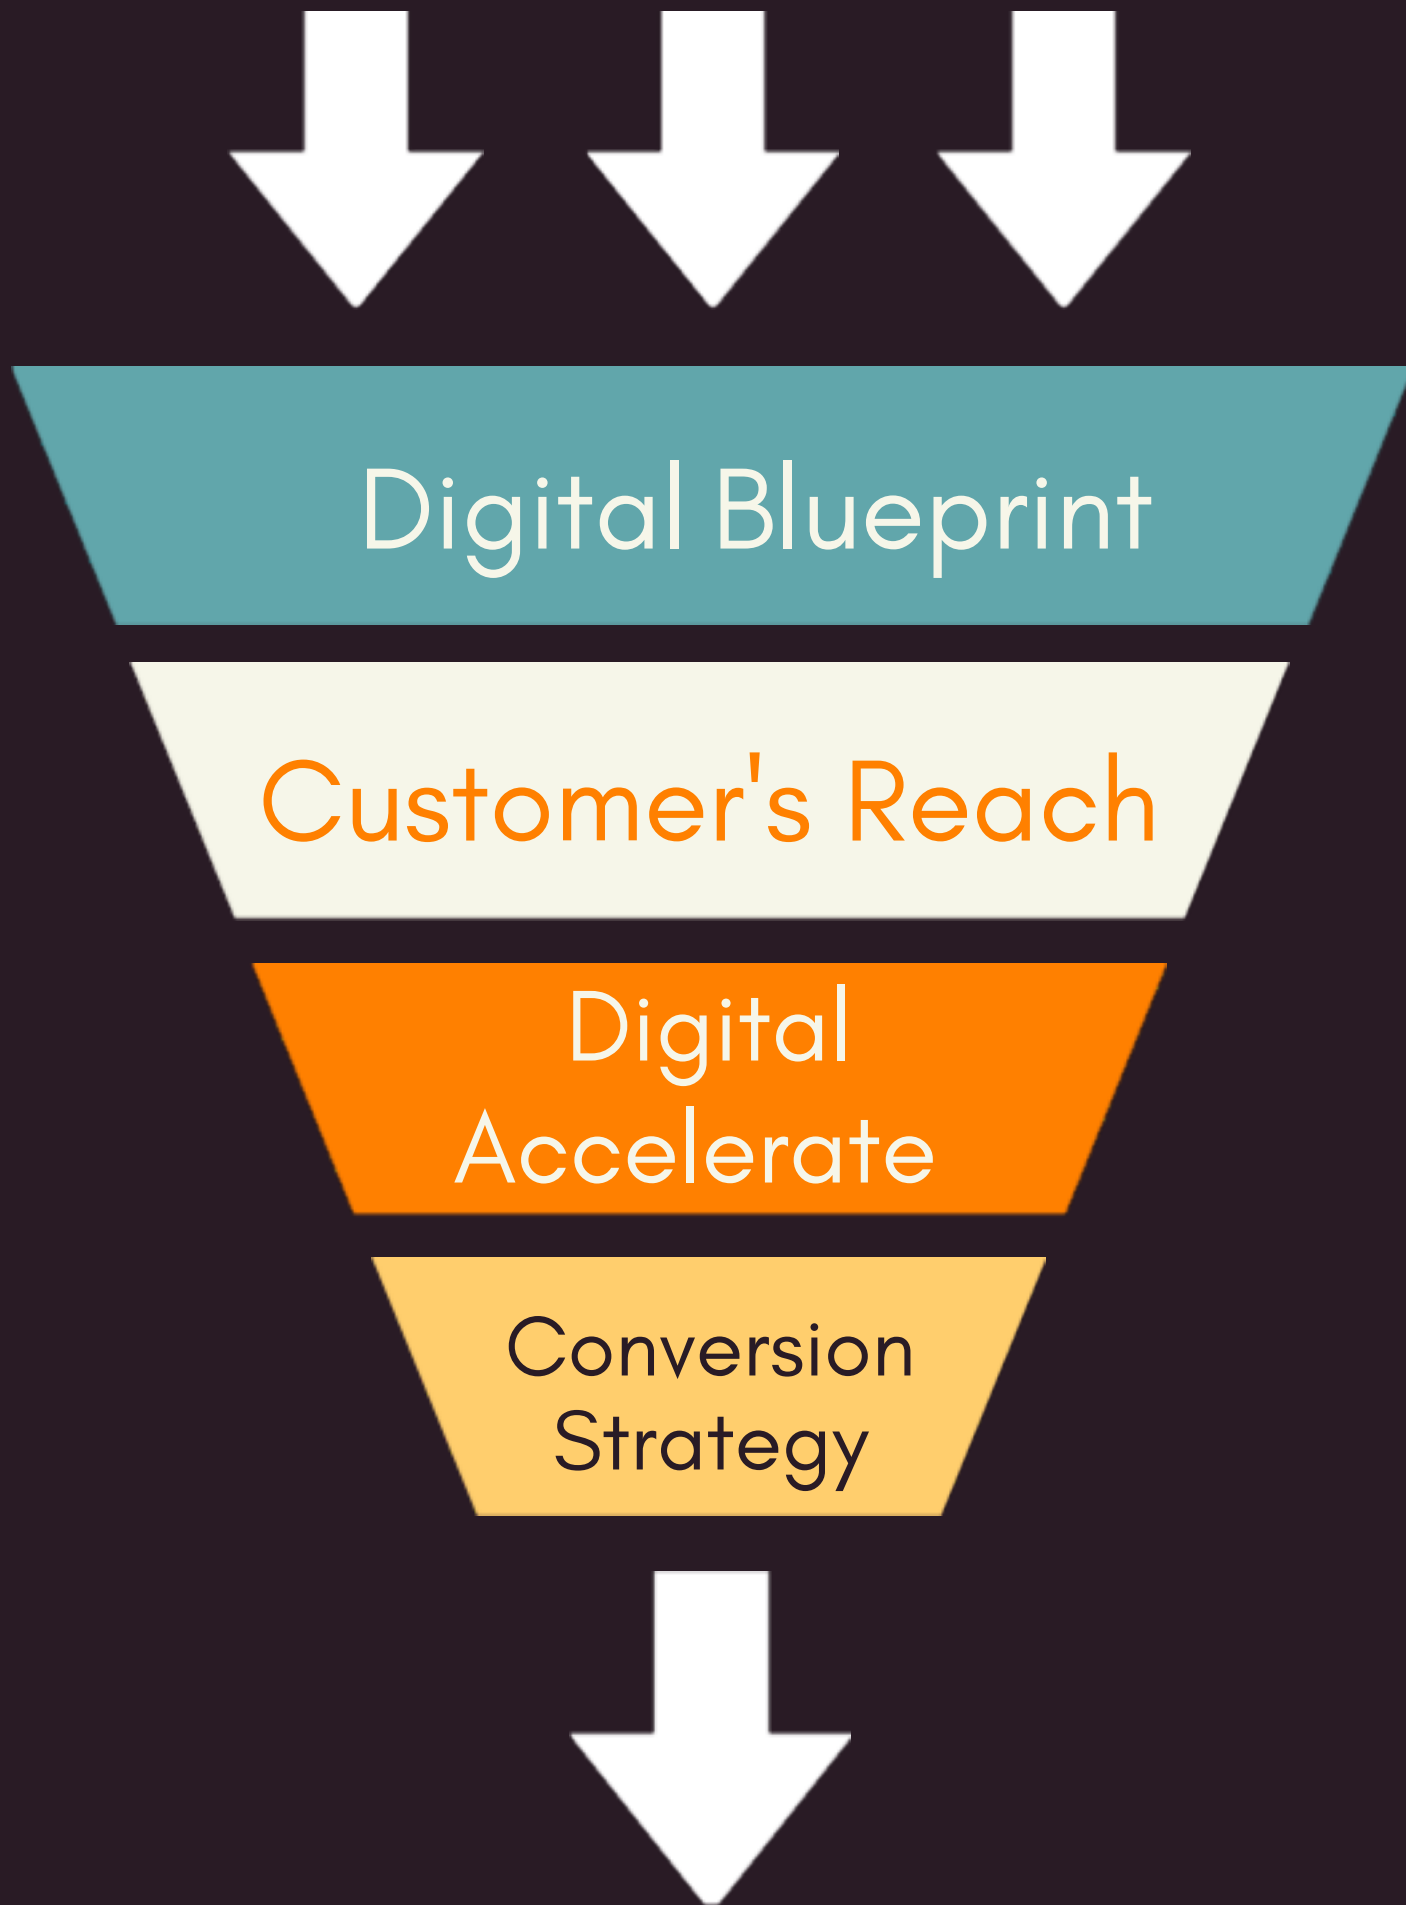 Digital Blueprint
Customer's Reach
Digital
Accelerate
Conversion
Strategy